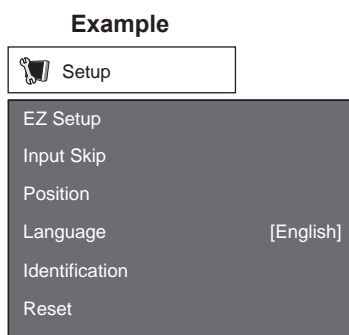 Example
Setup
EZ Setup
Input Skip
Position
Language [English]
Identification
Reset